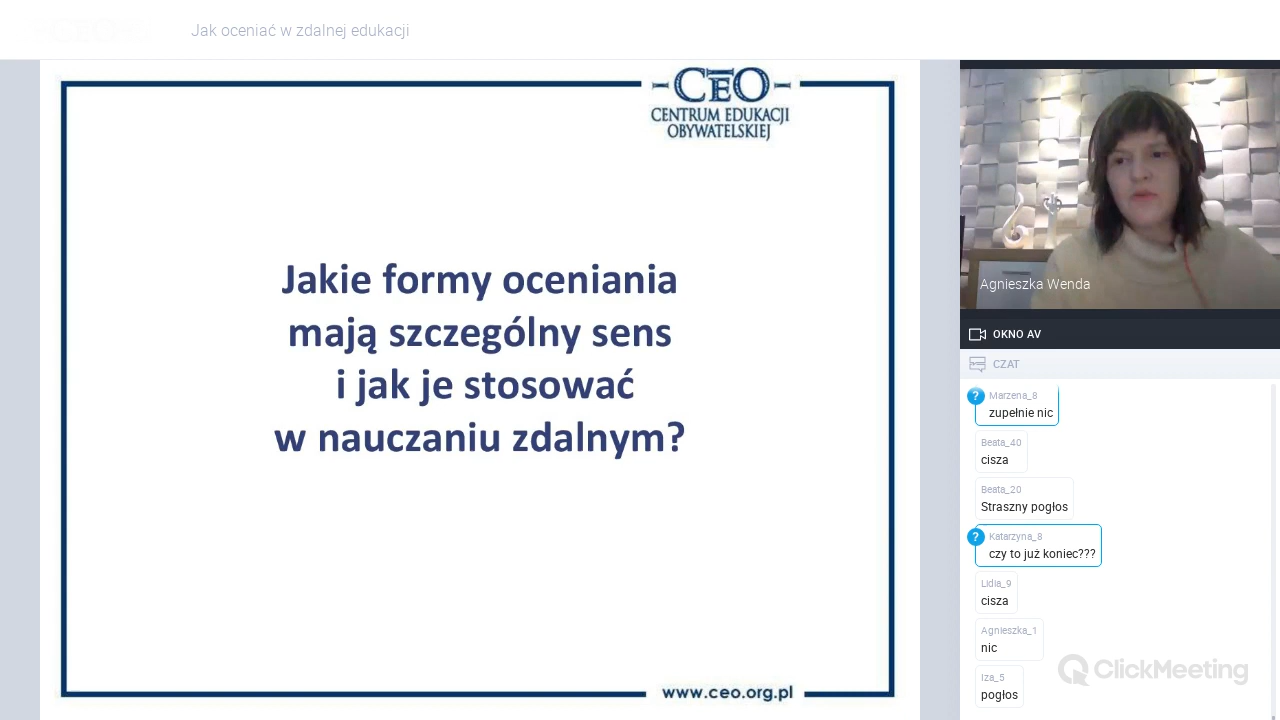 Jak oceniać w zdalnej edukacji
CEO
CENTRUM EDUKACJI
OBYWATELSKIEJ
Jakie formy oceniania
mają szczególny sens
i jak je stosować
w nauczaniu zdalnym?
www.ceo.org.pl
Agnieszka Wenda
OKNO AV
CZAT
? Marzena_8
zupełnie nic
Beata_40
cisza
Beata_20
Straszny pogłos
? Katarzyna_8
czy to już koniec???
Lidia_9
cisza
Agnieszka_1
nic
Iza_5
pogłos
ClickMeeting